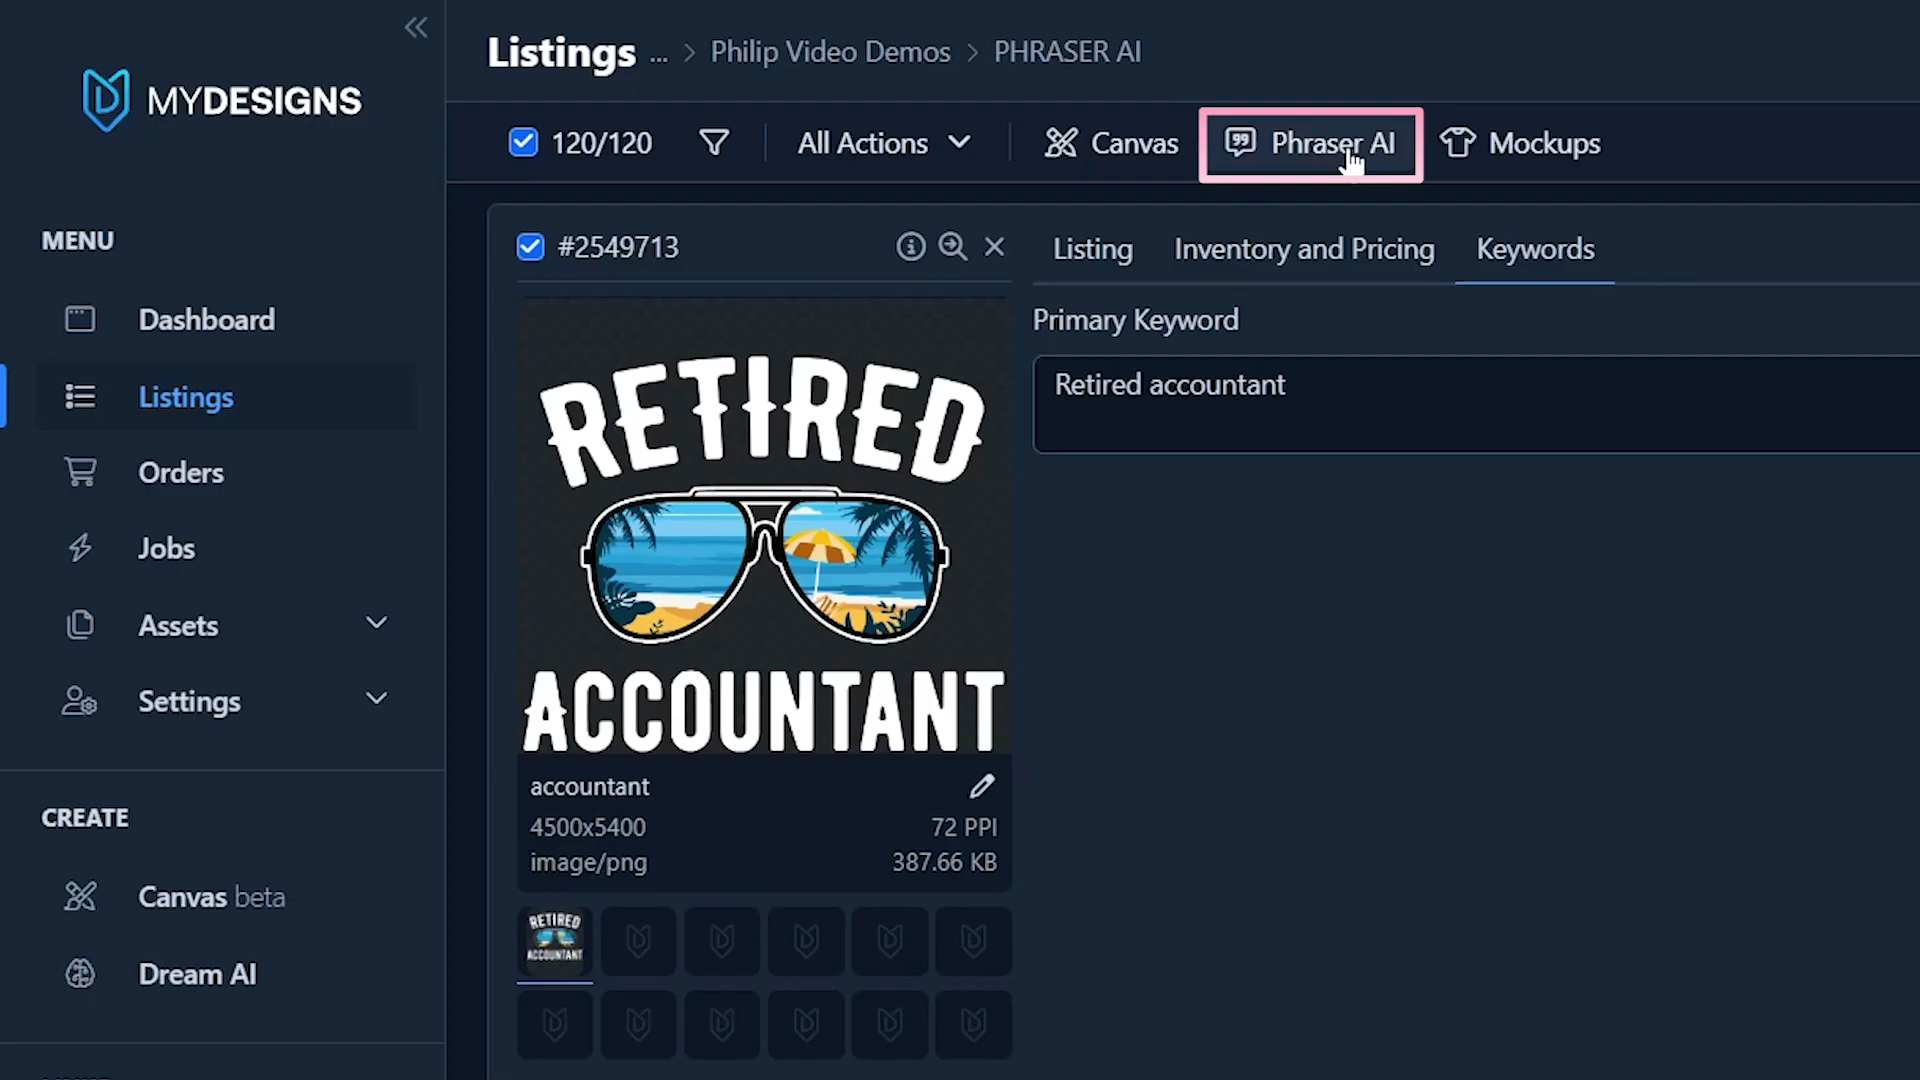 MYDESIGNS
MENU
Dashboard
Listings
Orders
Jobs
Assets
Settings
CREATE
Canvas beta
Dream AI
Listings ... > Philip Video Demos > PHRASER AI
120/120 All Actions Canvas Phraser AI Mockups
#2549713
RETIRED
ACCOUNTANT
accountant
4500x5400 72 PPI
image/png 387.66 KB
RETIRED
ACCOUNTANT
Listing Inventory and Pricing Keywords
Primary Keyword
Retired accountant